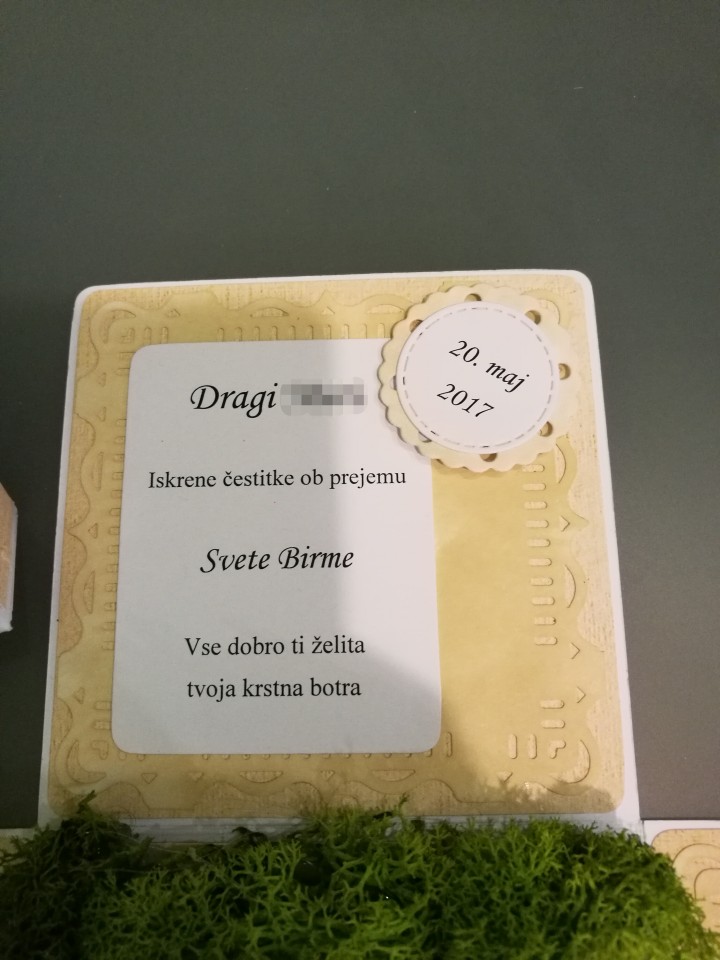 Dragi
20. maj
2017
Iskrene čestitke ob prejemu
Svete Birme
Vse dobro ti želita
tvoja krstna botra